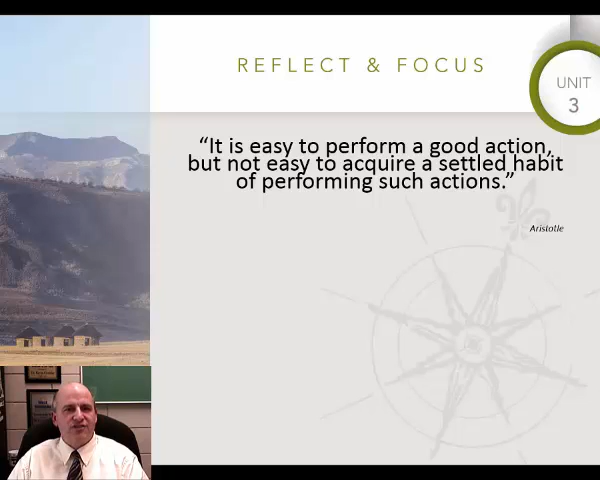 REFLECT & FOCUS
UNIT
3
“It is easy to perform a good action,
but not easy to acquire a settled habit
of performing such actions.”
Aristotle